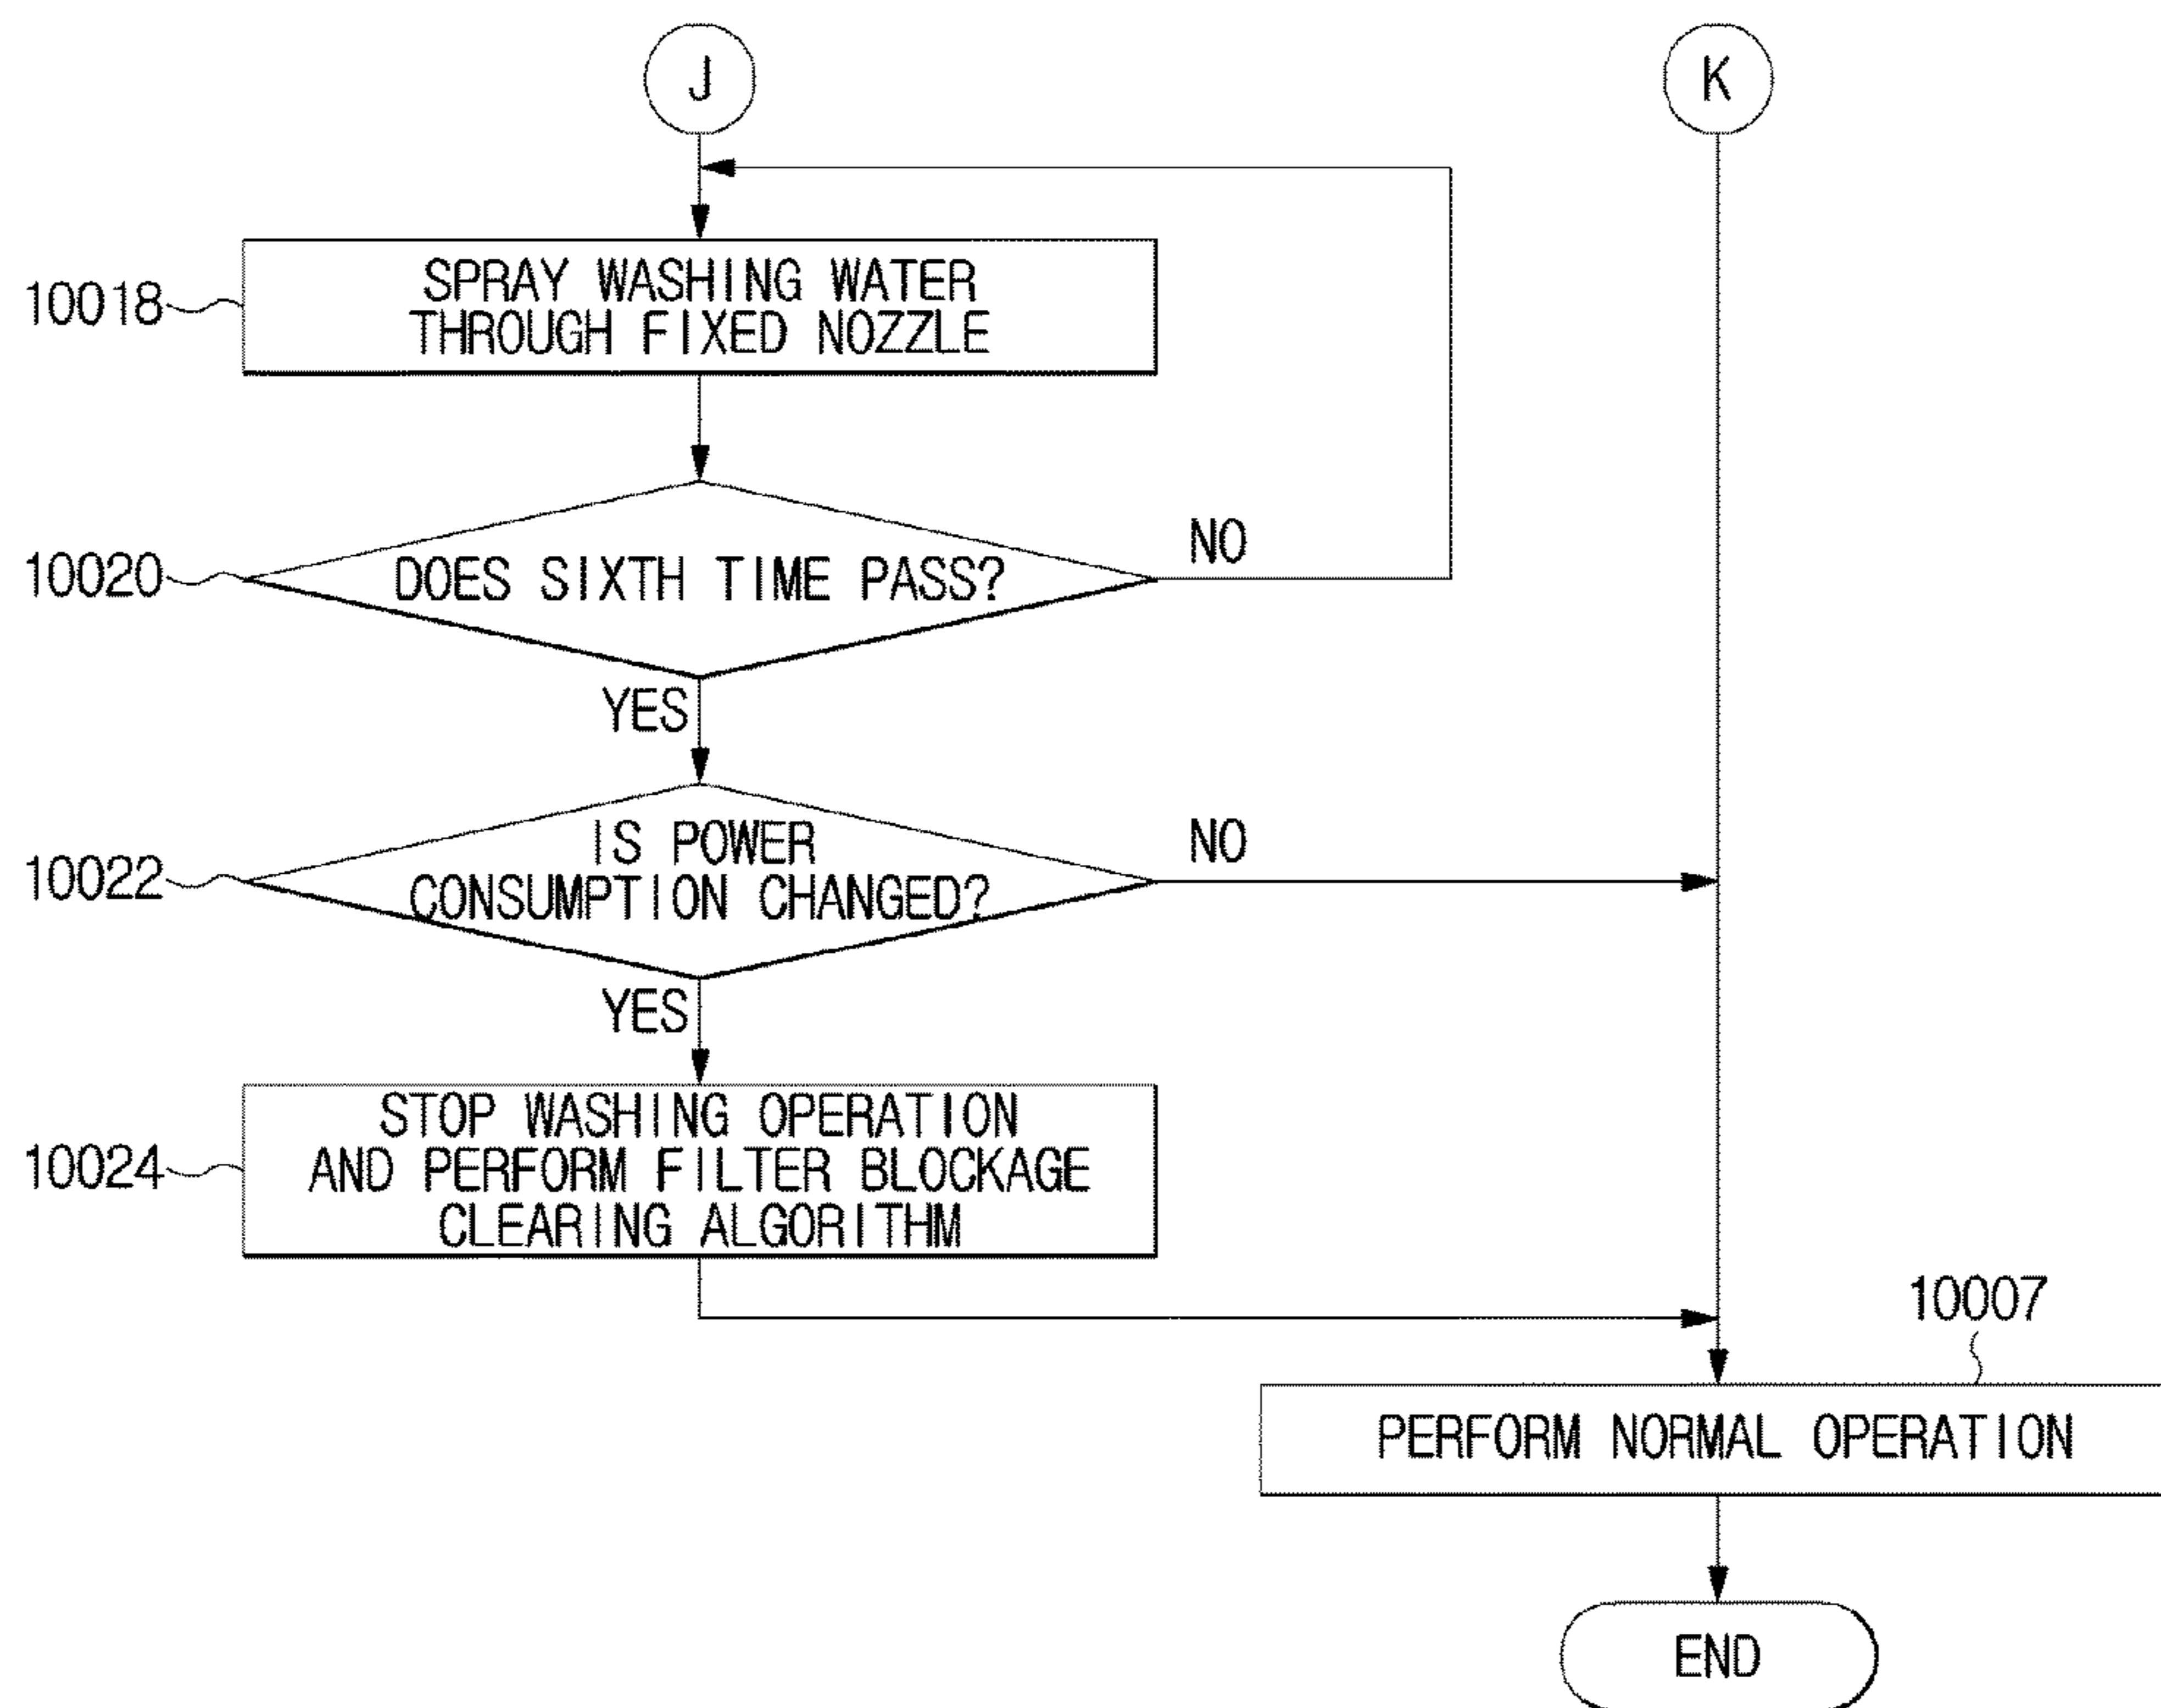 J
K
10018
SPRAY WASHING WATER
THROUGH FIXED NOZZLE
10020
DOES SIXTH TIME PASS?
NO
YES
10022
IS POWER
CONSUMPTION CHANGED?
NO
YES
10024
STOP WASHING OPERATION
AND PERFORM FILTER BLOCKAGE
CLEARING ALGORITHM
10007
PERFORM NORMAL OPERATION
END